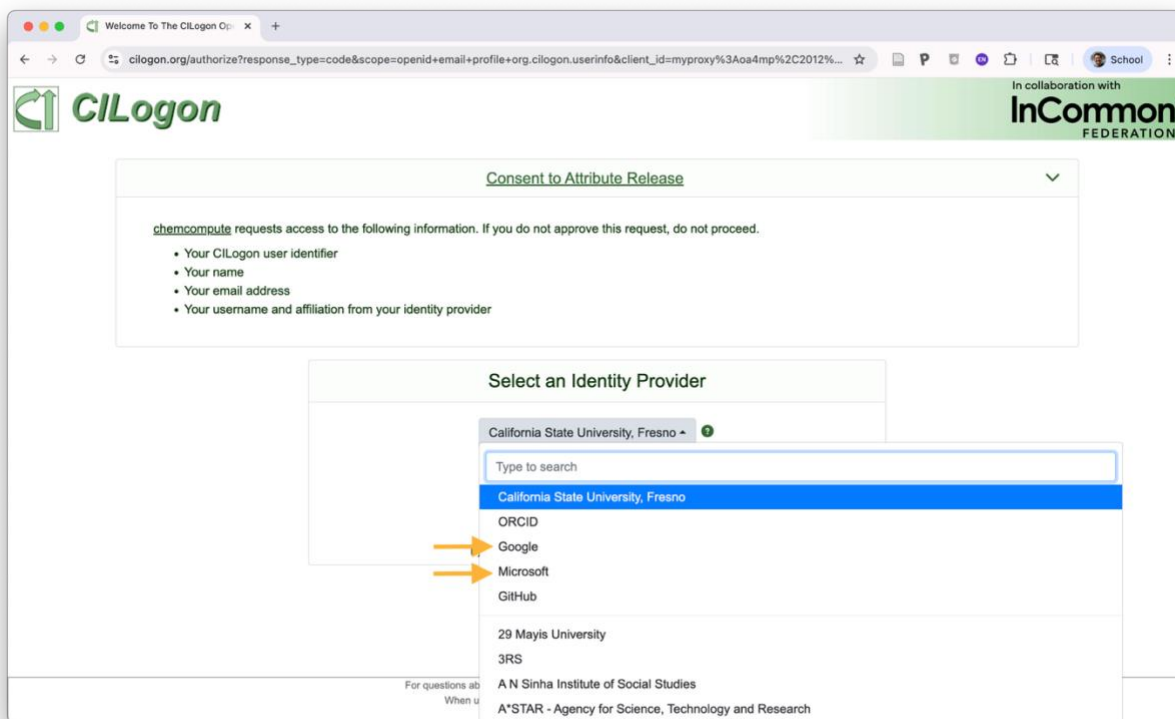 Welcome To The CILogon Op
cilogon.org/authorize?response_type=code&scope=openid+email+profile+org.cilogon.userinfo&client_id=myproxy%3Aoa4mp%2C2012%...
School
CILogon
In collaboration with
InCommon
FEDERATION
Consent to Attribute Release
chemcompute requests access to the following information. If you do not approve this request, do not proceed.
• Your CILogon user identifier
• Your name
• Your email address
• Your username and affiliation from your identity provider
Select an Identity Provider
California State University, Fresno
Type to search
California State University, Fresno
ORCID
Google
Microsoft
GitHub
29 Mayis University
3RS
For questions ab
A N Sinha Institute of Social Studies
When u
A*STAR - Agency for Science, Technology and Research